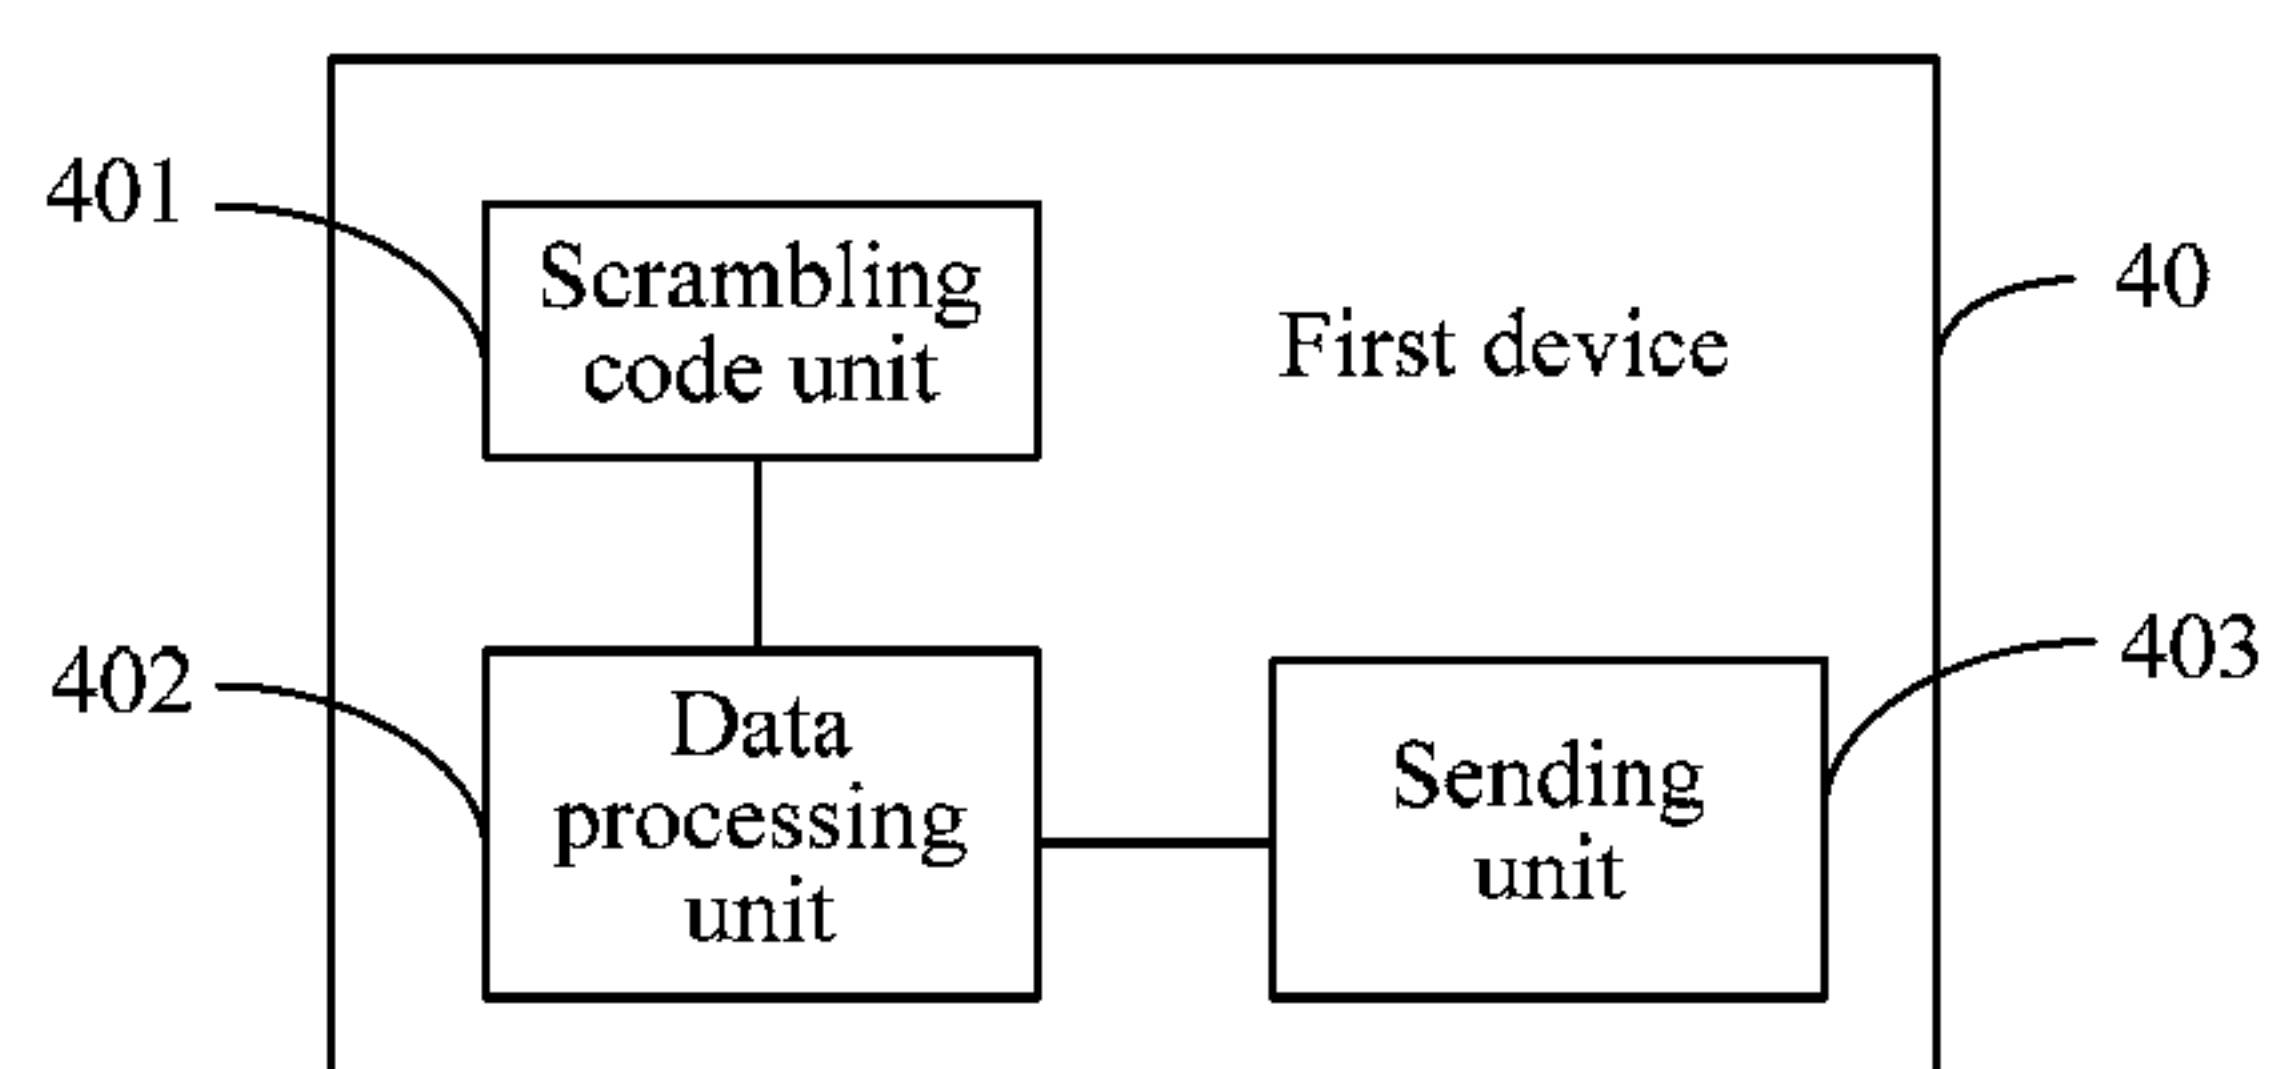 401
Scrambling
code unit
First device
40
402
Data
processing
unit
Sending
unit
403